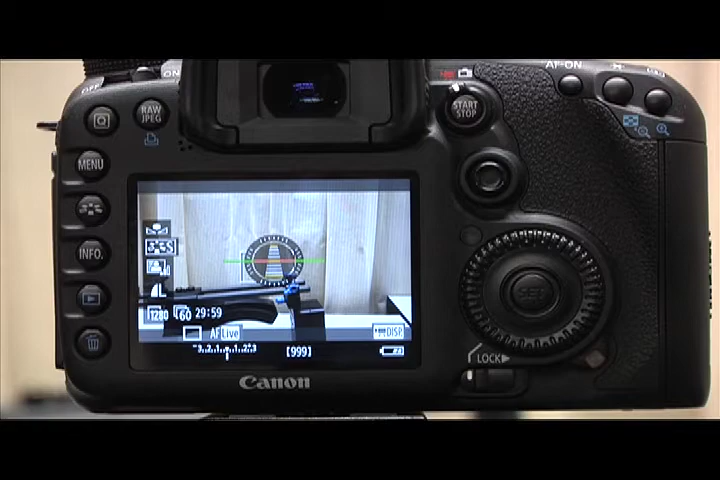 AF-ON
OFF
ON
Q
RAW
JPEG
START
STOP
MENU
INFO.
1280
60
29:59
AF Live
DISP.
[999]
LOCK▶
SET
Canon